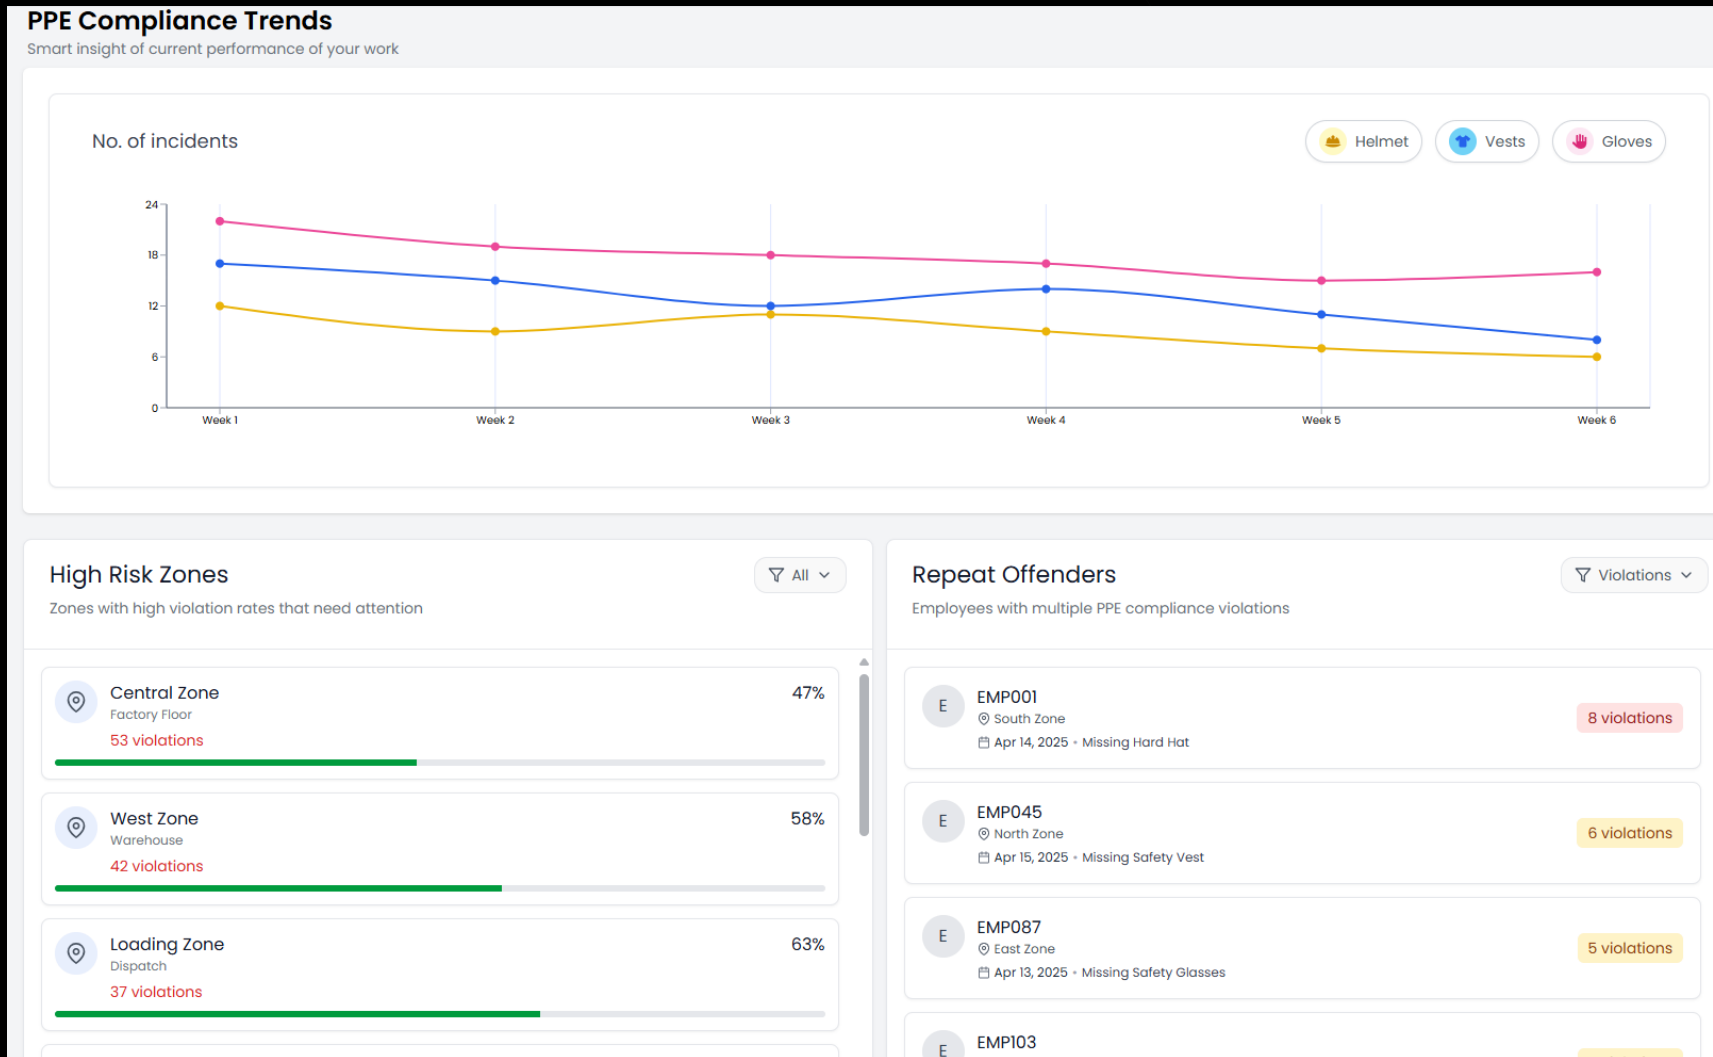 PPE Compliance Trends
Smart insight of current performance of your work
No. of incidents
Helmet
Vests
Gloves
24
18
12
6
0
Week 1
Week 2
Week 3
Week 4
Week 5
Week 6
High Risk Zones
All
Zones with high violation rates that need attention
Central Zone
47%
Factory Floor
53 violations
West Zone
58%
Warehouse
42 violations
Loading Zone
63%
Dispatch
37 violations
Repeat Offenders
Violations
Employees with multiple PPE compliance violations
E
EMP001
South Zone
8 violations
Apr 14, 2025 • Missing Hard Hat
E
EMP045
North Zone
6 violations
Apr 15, 2025 • Missing Safety Vest
E
EMP087
East Zone
5 violations
Apr 13, 2025 • Missing Safety Glasses
E
EMP103